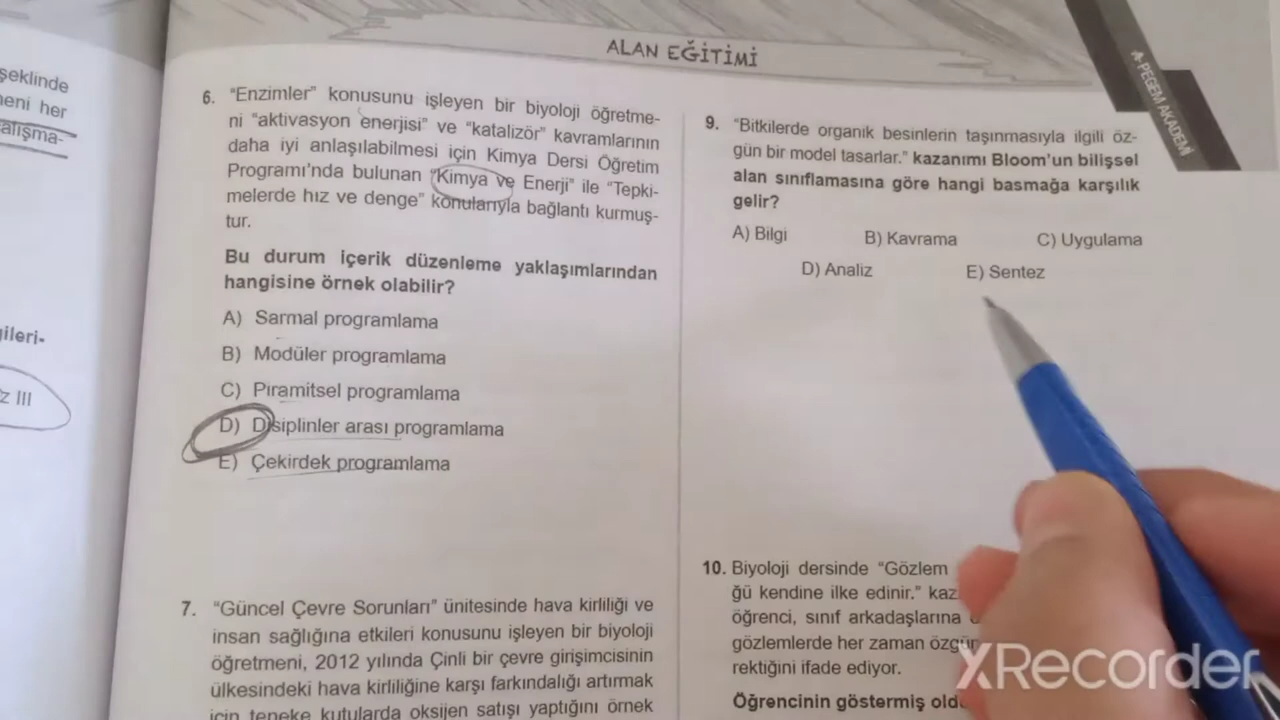 şeklinde
her
ALAN EĞİTİMİ
A-PEGEM AKADEMİ
6. “Enzimler” konusunu işleyen bir biyoloji öğretme-
ni “aktivasyon enerjisi” ve “katalizör” kavramlarının
daha iyi anlaşılabilmesi için Kimya Dersi Öğretim
Programı’nda bulunan “Kimya ve Enerji” ile “Tepki-
melerde hız ve denge” konularıyla bağlantı kurmuş-
tur.
Bu durum içerik düzenleme yaklaşımlarından
hangisine örnek olabilir?
A) Sarmal programlama
B) Modüler programlama
C) Piramitsel programlama
D) Disiplinler arası programlama
E) Çekirdek programlama
7. “Güncel Çevre Sorunları” ünitesinde hava kirliliği ve
insan sağlığına etkileri konusunu işleyen bir biyoloji
öğretmeni, 2012 yılında Çinli bir çevre girişimcisinin
ülkesindeki hava kirliliğine karşı farkındalığı artırmak
için teneke kutularda oksijen satışı yaptığını örnek
9. “Bitkilerde organik besinlerin taşınmasıyla ilgili öz-
gün bir model tasarlar.” kazanımı Bloom’un bilişsel
alan sınıflamasına göre hangi basmağa karşılık
gelir?
A) Bilgi B) Kavrama C) Uygulama
D) Analiz E) Sentez
10. Biyoloji dersinde “Gözlem
ğü kendine ilke edinir.” kaz
öğrenci, sınıf arkadaşlarına
gözlemlerde her zaman özgü
rektiğini ifade ediyor.
Öğrencinin göstermiş old
XRecorder